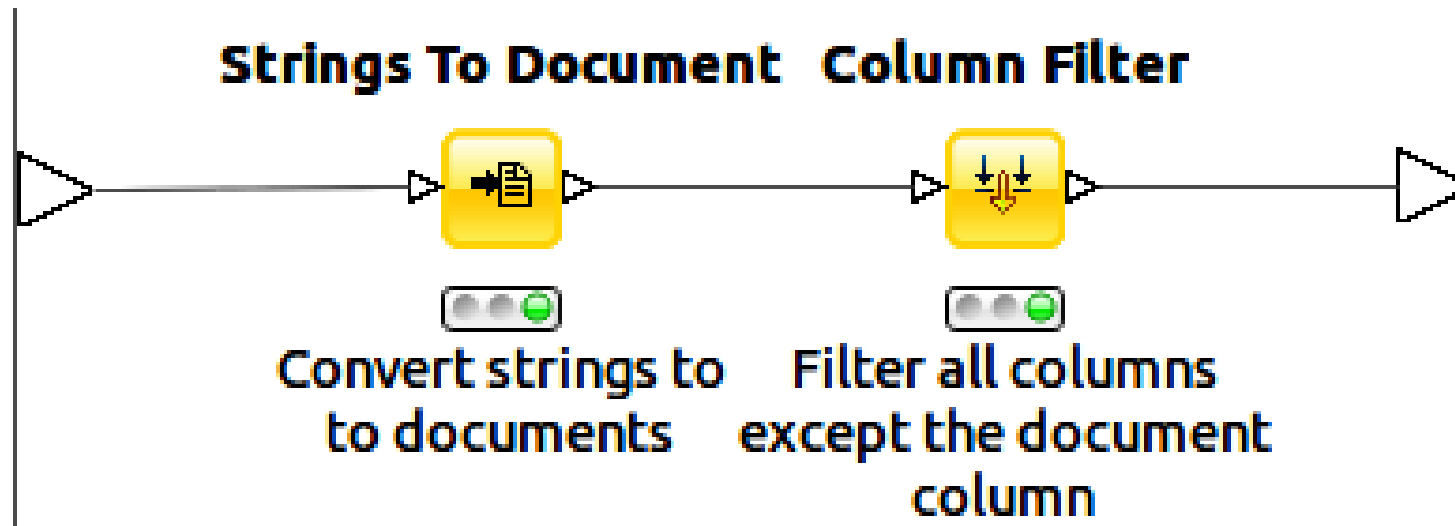 Strings To Document
Column Filter
Convert strings to
to documents
Filter all columns
except the document
column